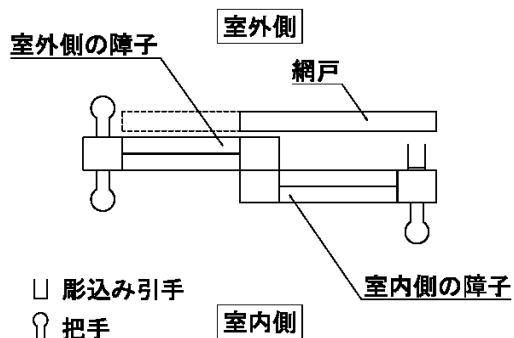 室外側
室外側の障子
網戸
室内側の障子
彫込み引手
把手
室内側